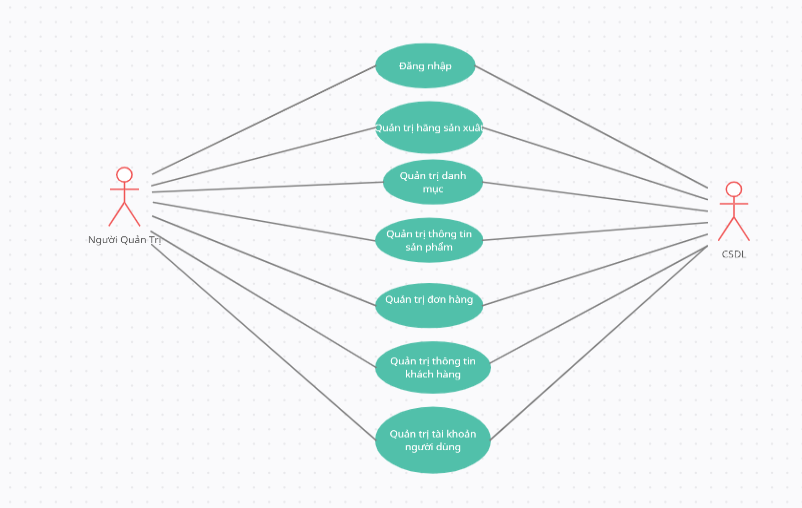 Đăng nhập
Quản trị hãng sản xuất
Quản trị danh
mục
Quản trị thông tin
sản phẩm
Người Quản Trị
CSDL
Quản trị đơn hàng
Quản trị thông tin
khách hàng
Quản trị tài khoản
người dùng